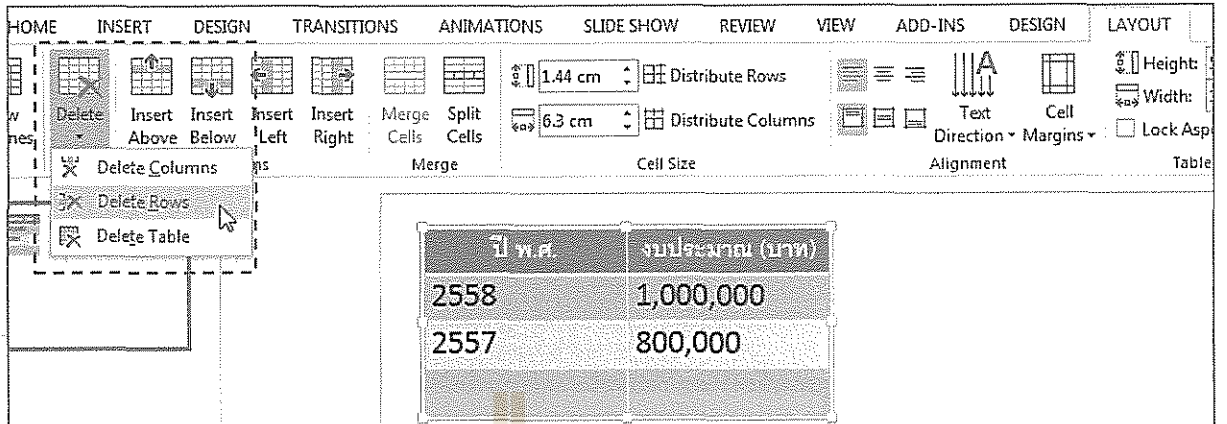 HOME INSERT DESIGN TRANSITIONS ANIMATIONS SLIDE SHOW REVIEW VIEW ADD-INS DESIGN LAYOUT
Delete
Insert Above
Insert Below
Insert Left
Insert Right
Merge Cells
Split Cells
1.44 cm Distribute Rows
6.3 cm Distribute Columns
Text Direction
Cell Margins
Height:
Width:
Lock Asp
Merge Cell Size Alignment Table
Delete Columns
Delete Rows
Delete Table
ปี พ.ศ. งบประมาณ (บาท)
2558 1,000,000
2557 800,000